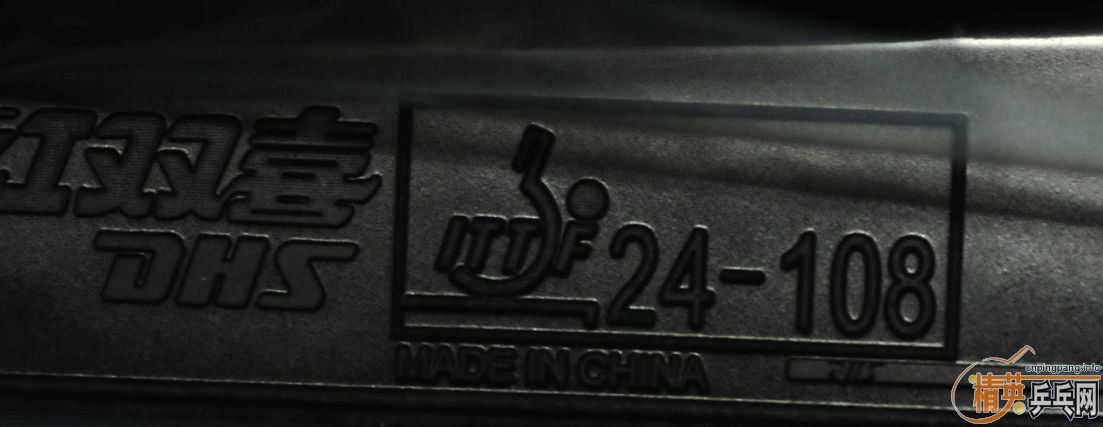 红双喜
DHS
ITTF 24-108
MADE IN CHINA
cnpingpang.info
精英乒乓网